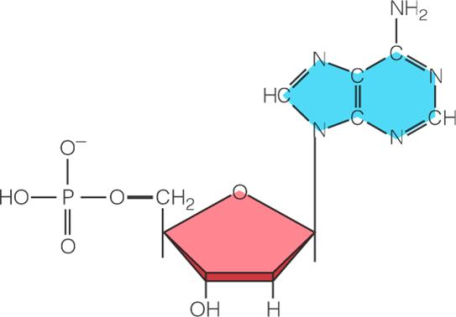 NH₂
N C N
HC C
C CH
N N
O⁻
HO P O CH₂ O
O
OH H